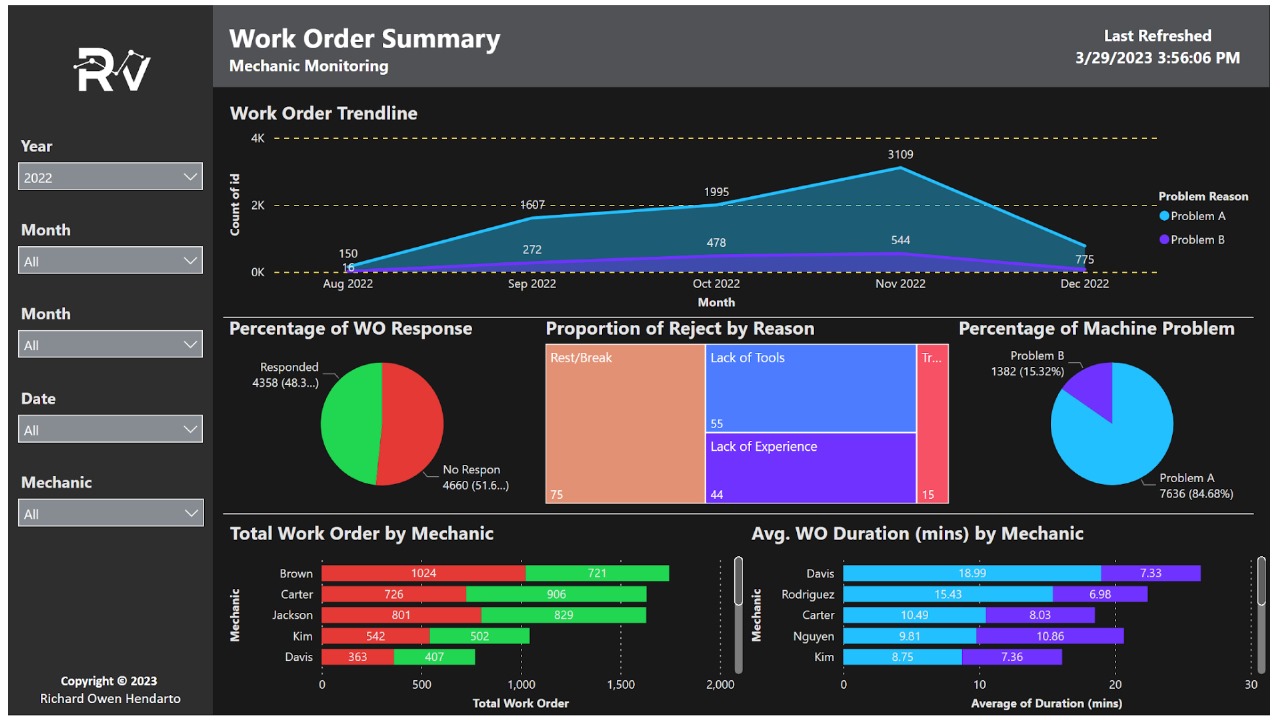 RV
Work Order Summary
Mechanic Monitoring
Last Refreshed
3/29/2023 3:56:06 PM
Year
2022
Month
All
Month
All
Date
All
Mechanic
All
Copyright © 2023
Richard Owen Hendarto
Work Order Trendline
Count of id
4K
2K
0K
150
16
1607
272
1995
478
3109
544
775
Aug 2022
Sep 2022
Oct 2022
Nov 2022
Dec 2022
Month
Problem Reason
Problem A
Problem B
Percentage of WO Response
Responded
4358 (48.3...)
No Respon
4660 (51.6...)
Proportion of Reject by Reason
Rest/Break
75
Lack of Tools
55
Lack of Experience
44
Tr...
15
Percentage of Machine Problem
Problem B
1382 (15.32%)
Problem A
7636 (84.68%)
Total Work Order by Mechanic
Mechanic
Brown 1024 721
Carter 726 906
Jackson 801 829
Kim 542 502
Davis 363 407
0 500 1,000 1,500 2,000
Total Work Order
Avg. WO Duration (mins) by Mechanic
Mechanic
Davis 18.99 7.33
Rodriguez 15.43 6.98
Carter 10.49 8.03
Nguyen 9.81 10.86
Kim 8.75 7.36
0 10 20 30
Average of Duration (mins)